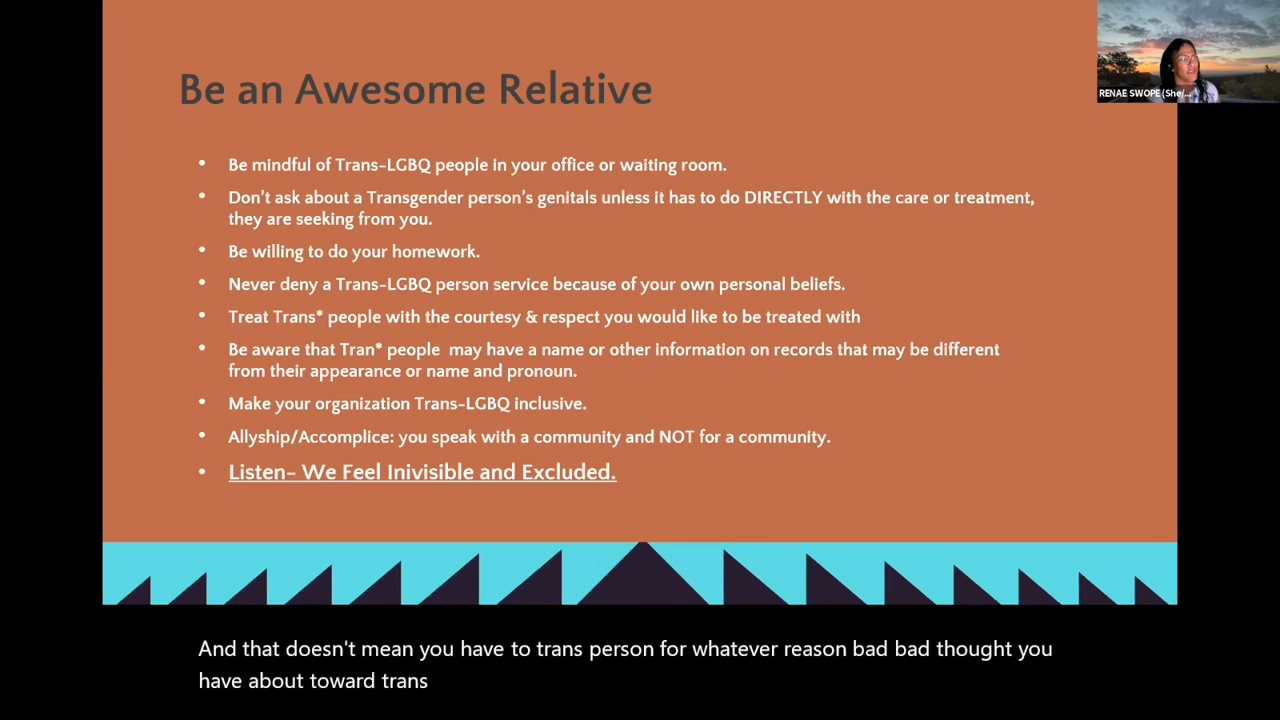 Be an Awesome Relative
RENAE SWOPE (She/...
• Be mindful of Trans-LGBQ people in your office or waiting room.
• Don't ask about a Transgender person's genitals unless it has to do DIRECTLY with the care or treatment,
they are seeking from you.
• Be willing to do your homework.
• Never deny a Trans-LGBQ person service because of your own personal beliefs.
• Treat Trans* people with the courtesy & respect you would like to be treated with
• Be aware that Tran* people may have a name or other information on records that may be different
from their appearance or name and pronoun.
• Make your organization Trans-LGBQ inclusive.
• Allyship/Accomplice: you speak with a community and NOT for a community.
• Listen- We Feel Inivisible and Excluded.
And that doesn't mean you have to trans person for whatever reason bad bad thought you
have about toward trans